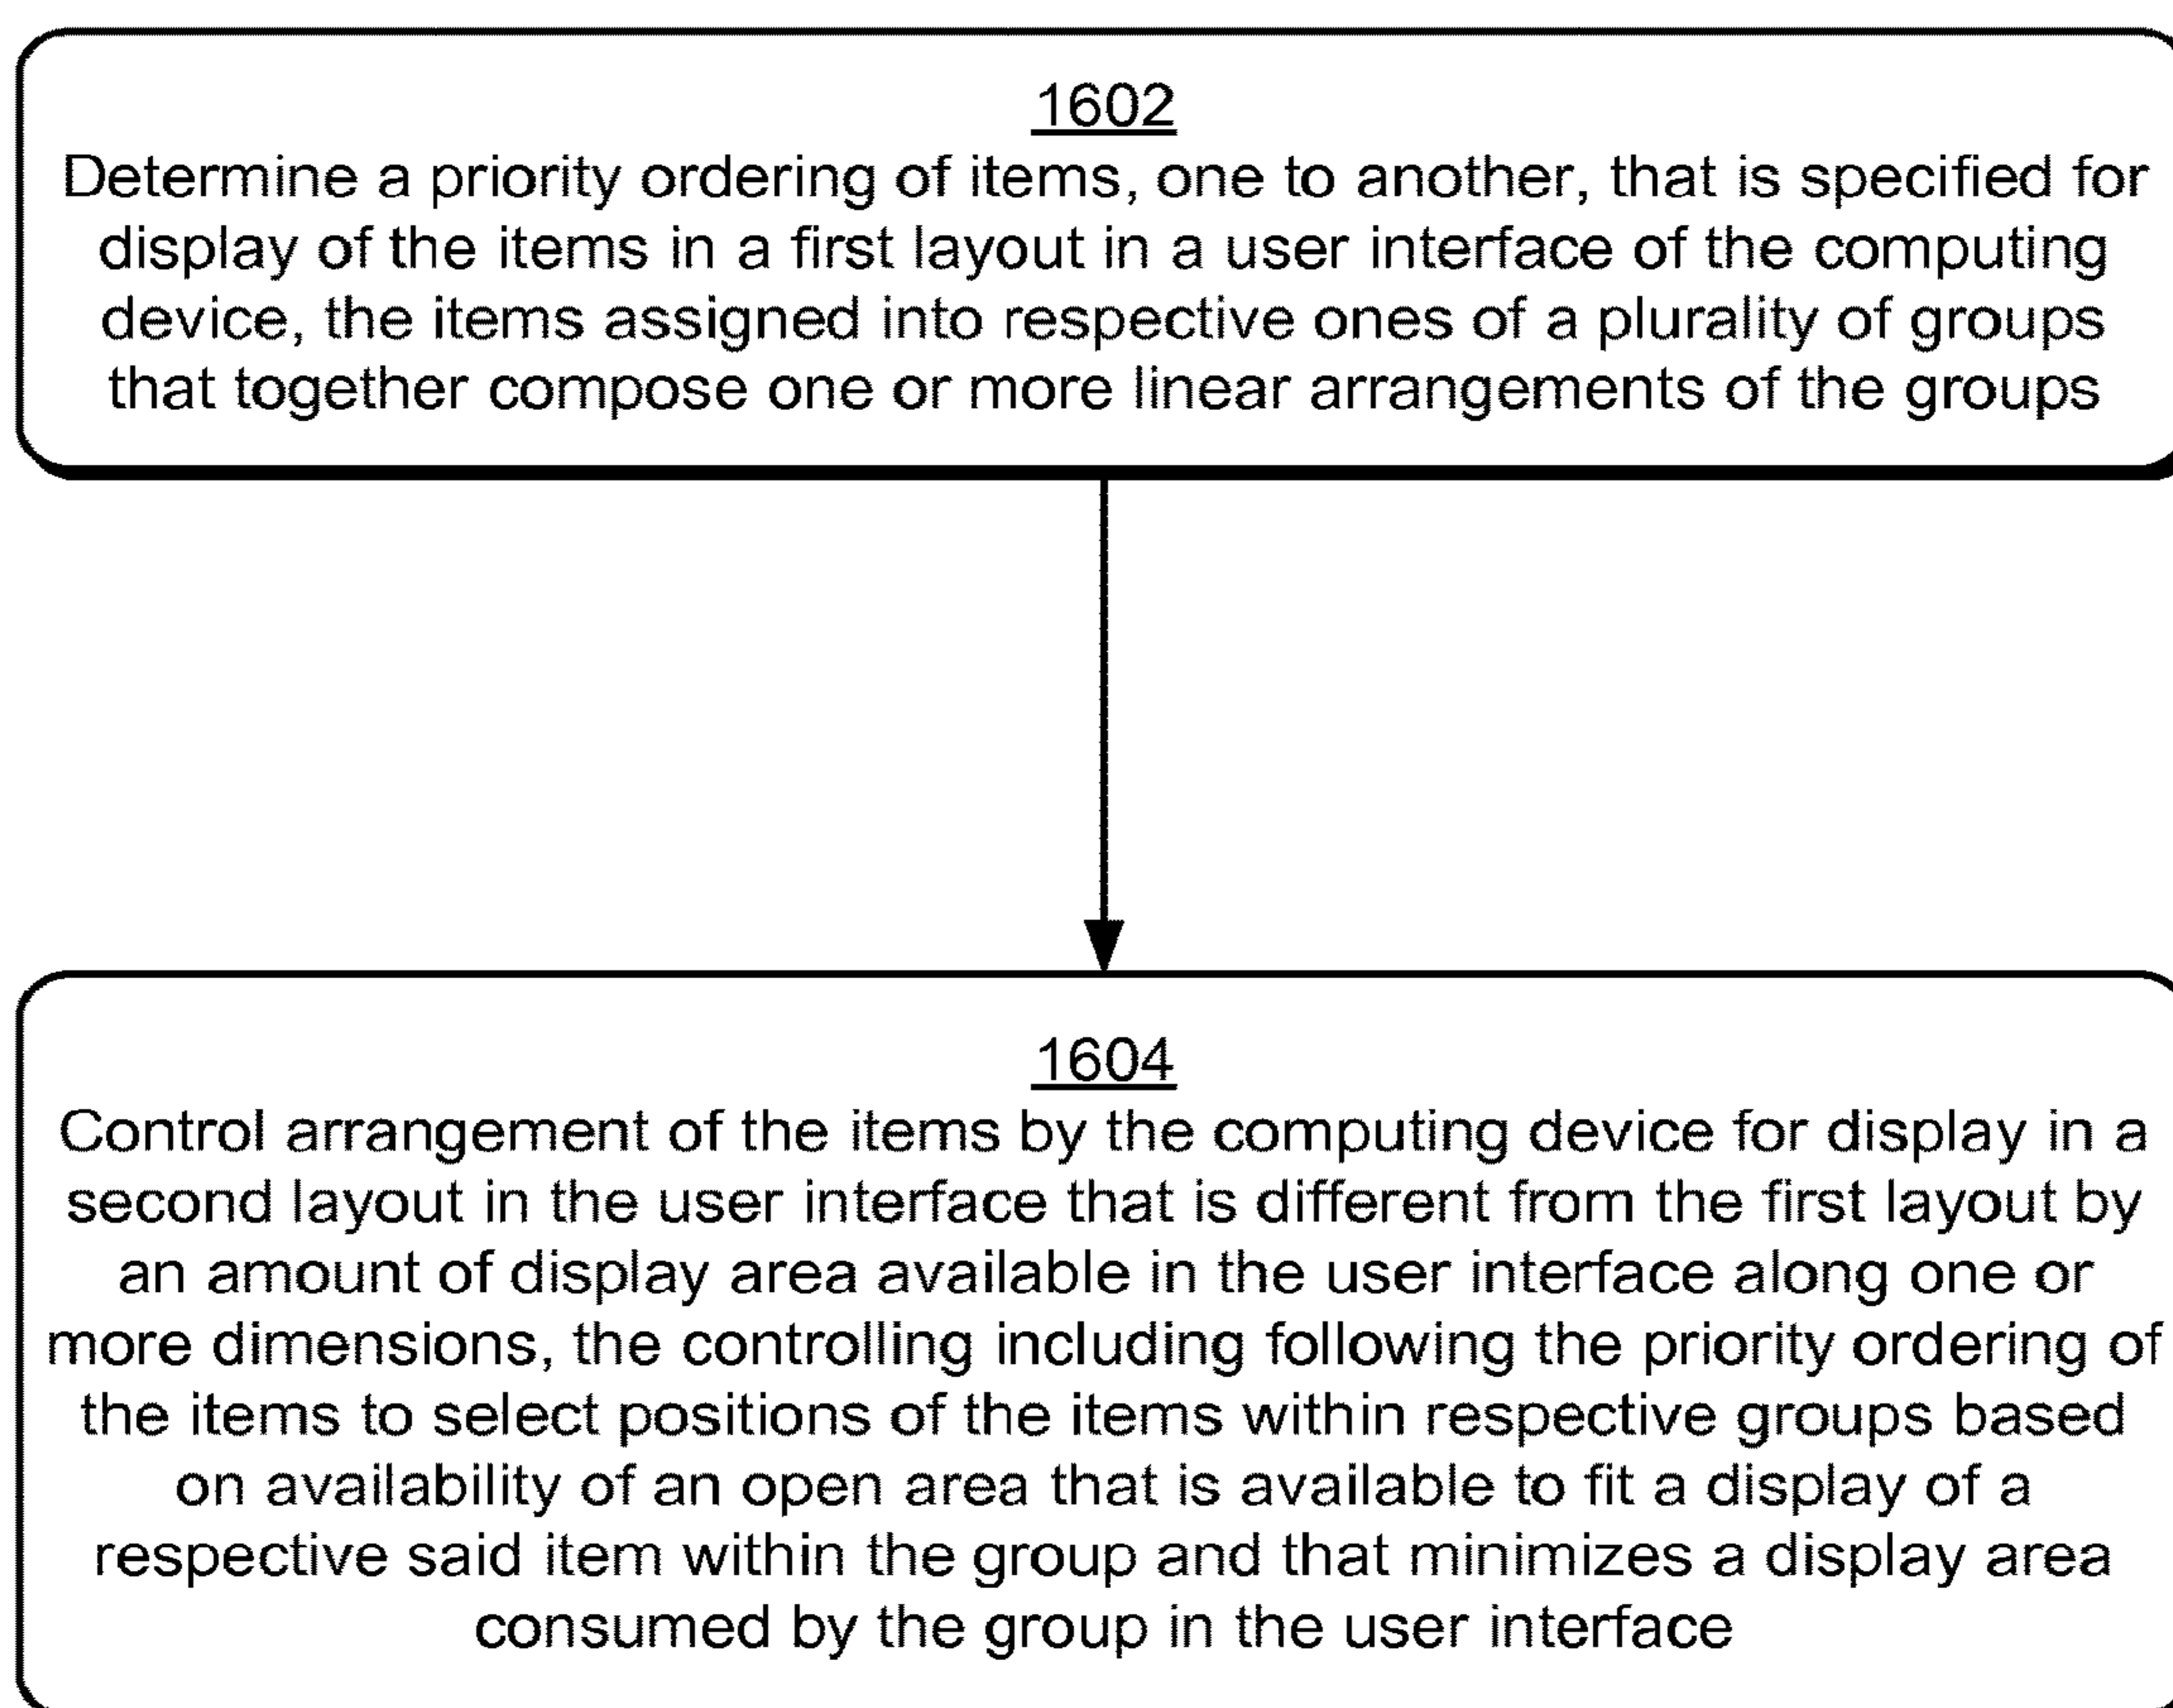 1602
Determine a priority ordering of items, one to another, that is specified for
display of the items in a first layout in a user interface of the computing
device, the items assigned into respective ones of a plurality of groups
that together compose one or more linear arrangements of the groups
1604
Control arrangement of the items by the computing device for display in a
second layout in the user interface that is different from the first layout by
an amount of display area available in the user interface along one or
more dimensions, the controlling including following the priority ordering of
the items to select positions of the items within respective groups based
on availability of an open area that is available to fit a display of a
respective said item within the group and that minimizes a display area
consumed by the group in the user interface